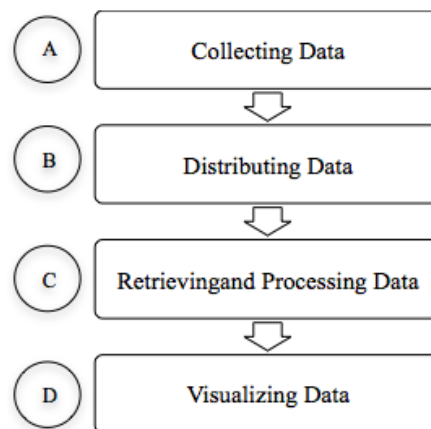 A
Collecting Data
B
Distributing Data
C
Retrievingand Processing Data
D
Visualizing Data